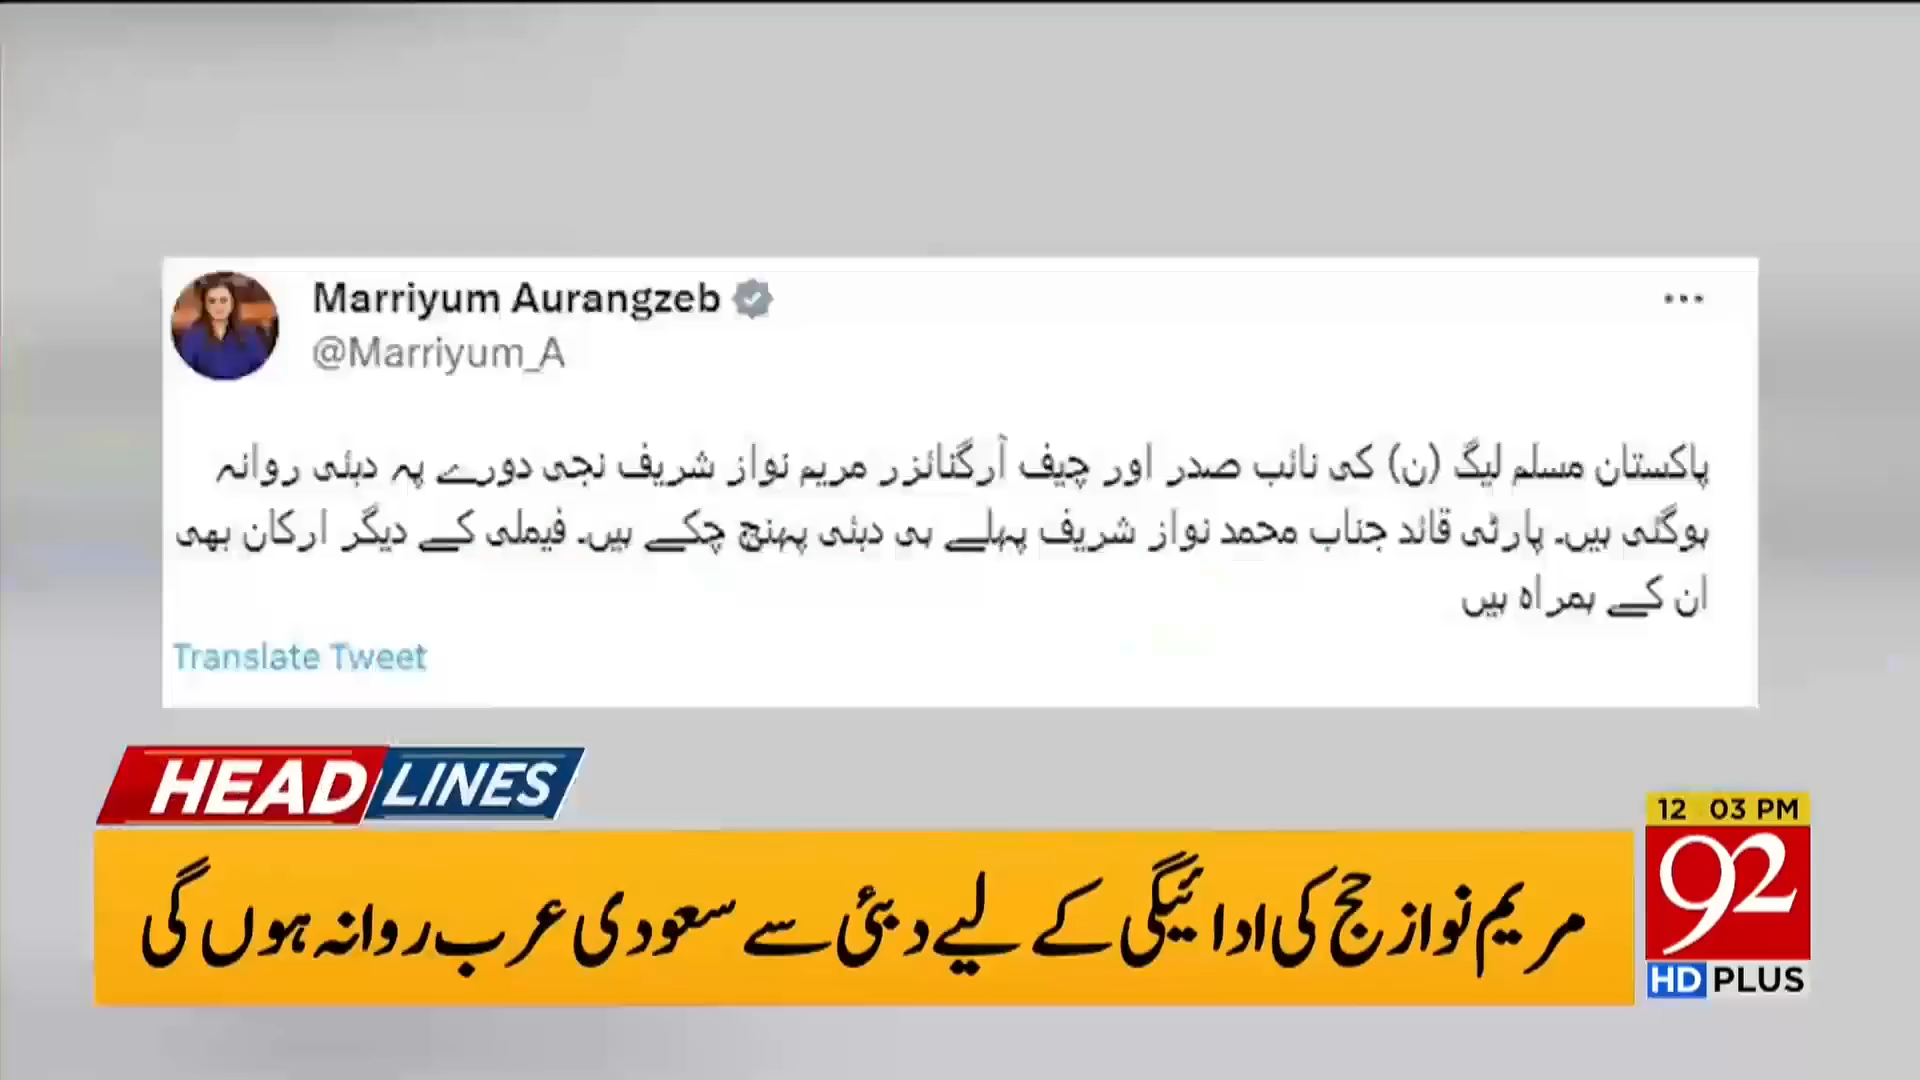 Marriyum Aurangzeb
@Marriyum_A
پاکستان مسلم لیگ (ن) کی نائب صدر اور چیف آرگنائزر مریم نواز شریف نجی دورے پہ دبئی روانہ
ہوگئی ہیں۔ پارٹی قائد جناب محمد نواز شریف پہلے ہی دبئی پہنچ چکے ہیں۔ فیملی کے دیگر ارکان بھی
ان کے ہمراہ ہیں
Translate Tweet
HEADLINES
12 03 PM
92
HD PLUS
مریم نواز حج کی ادائیگی کے لیے دبئی سے سعودی عرب روانہ ہوں گی